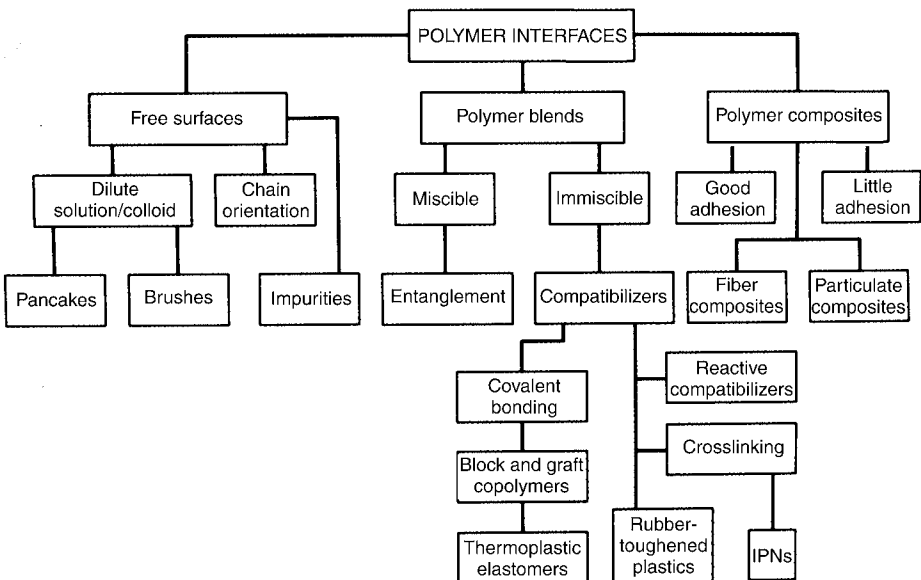 POLYMER INTERFACES
Free surfaces
Polymer blends
Polymer composites
Dilute
solution/colloid
Chain
orientation
Miscible
Immiscible
Good
adhesion
Little
adhesion
Pancakes
Brushes
Impurities
Entanglement
Compatibilizers
Fiber
composites
Particulate
composites
Covalent
bonding
Reactive
compatibilizers
Block and graft
copolymers
Crosslinking
Thermoplastic
elastomers
Rubber-
toughened
plastics
IPNs